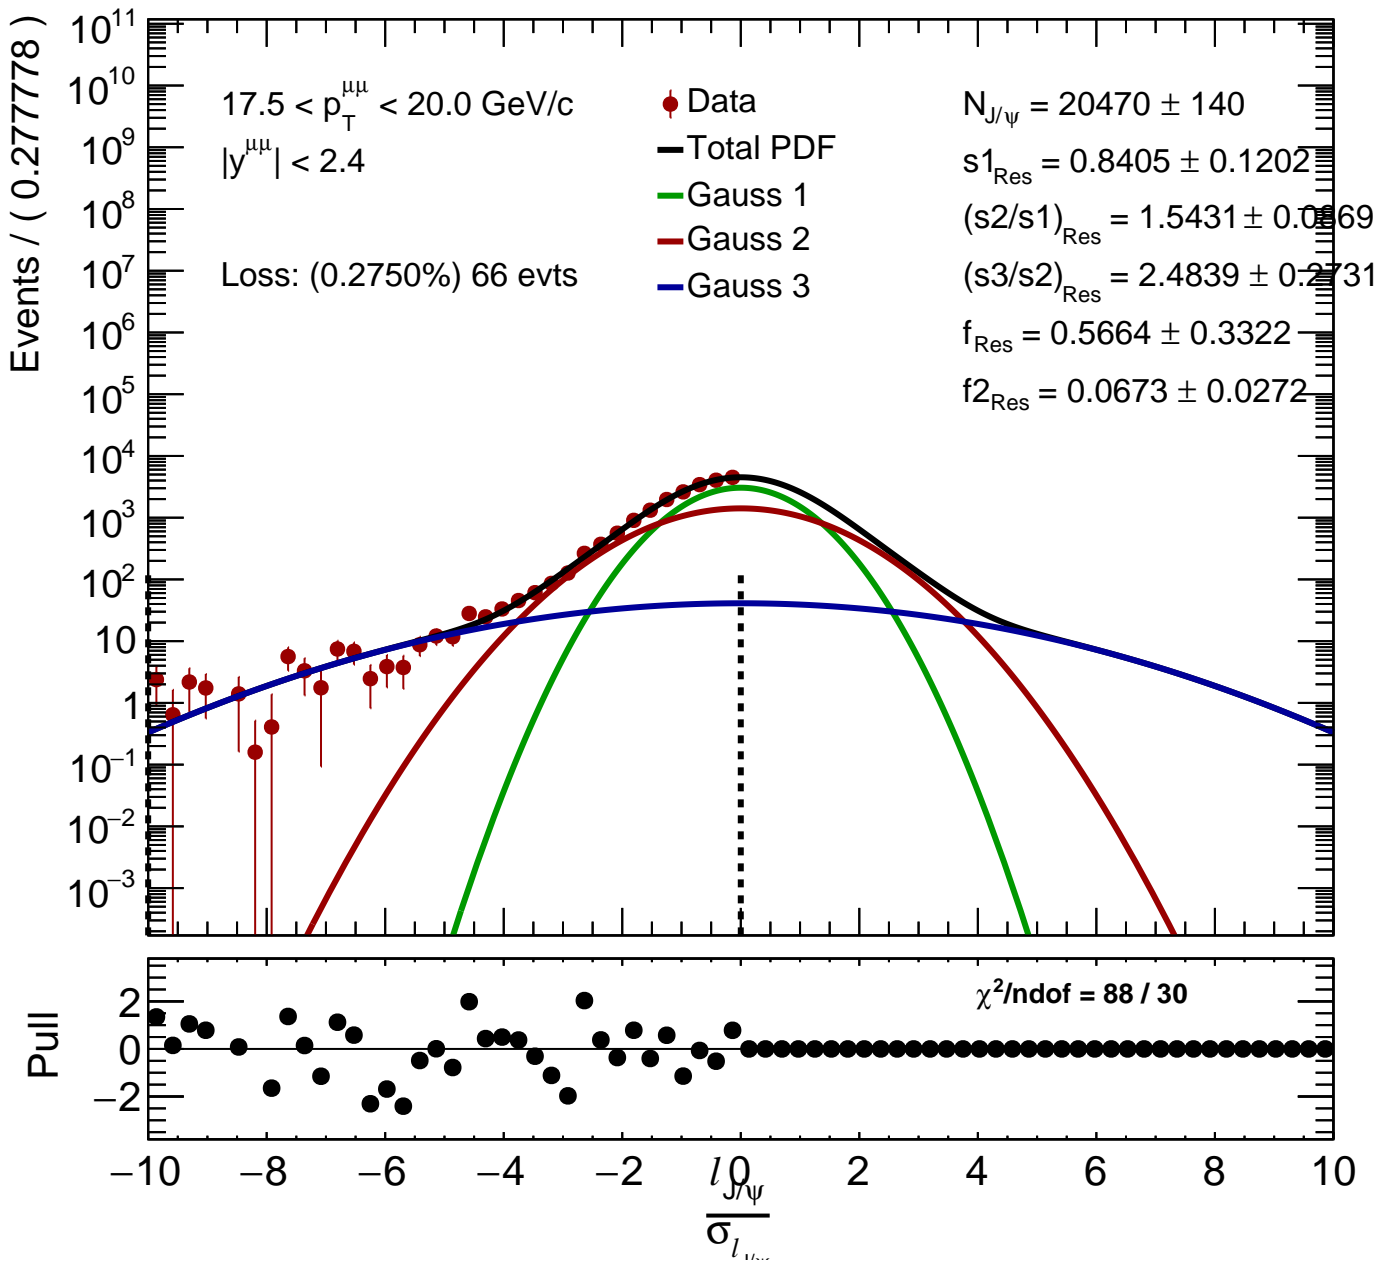 Events / ( 0.277778 )
10^11
10^10
10^9
10^8
10^7
10^6
10^5
10^4
10^3
10^2
10
1
10^−1
10^−2
10^−3
17.5 < p_T^μμ < 20.0 GeV/c
|y^μμ| < 2.4
Loss: (0.2750%) 66 evts
Data
Total PDF
Gauss 1
Gauss 2
Gauss 3
N_J/ψ = 20470 ± 140
s1_Res = 0.8405 ± 0.1202
(s2/s1)_Res = 1.5431 ± 0.0869
(s3/s2)_Res = 2.4839 ± 0.2731
f_Res = 0.5664 ± 0.3322
f2_Res = 0.0673 ± 0.0272
Pull
2
0
−2
χ²/ndof = 88 / 30
−10 −8 −6 −4 −2 0 2 4 6 8 10
l_J/ψ
σ_l_J/ψ